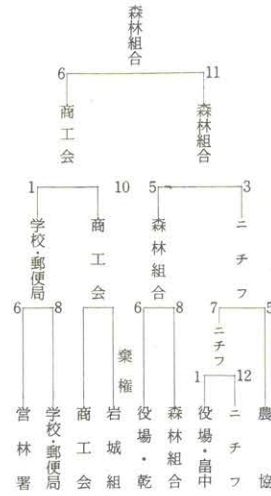 森林組合
6 11
商工会 森林組合
1 10 5 3
学校・郵便局 商工会 森林組合 ニチフ
6 8 棄権 6 8 7 5
ニチフ
1 12
営林署 学校・郵便局 商工会 岩城組 役場・乾 森林組合 役場・畠中 ニチフ 農協